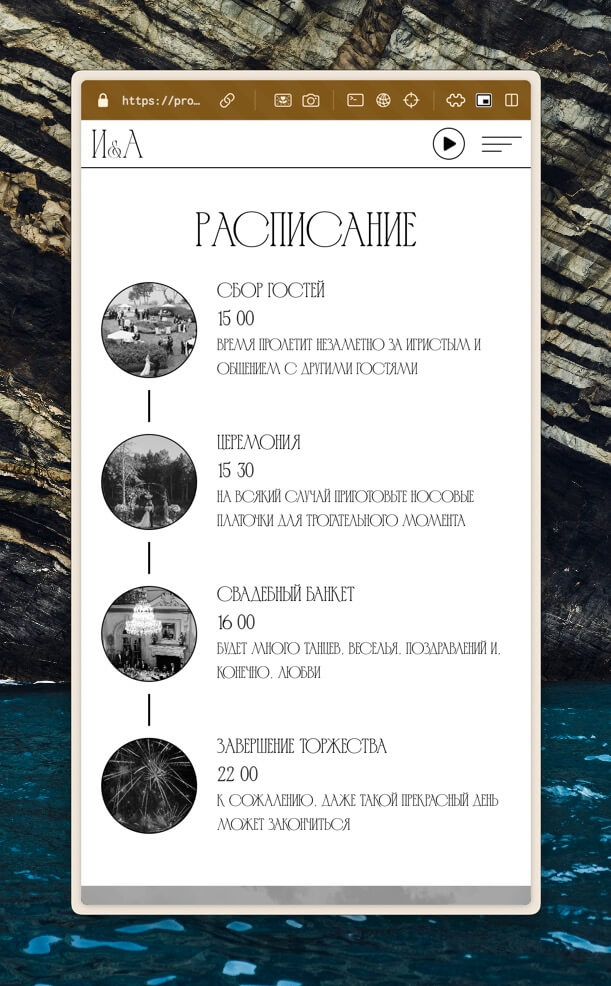 https://pro…
И&А
РАСПИСАНИЕ
СБОР ГОСТЕЙ
15 00
ВРЕМЯ ПРОЛЕТИТ НЕЗАМЕТНО ЗА ИГРИСТЫМ И
ОБЩЕНИЕМ С ДРУГИМИ ГОСТЯМИ
ЦЕРЕМОНИЯ
15 30
НА ВСЯКИЙ СЛУЧАЙ ПРИГОТОВЬТЕ НОСОВЫЕ
ПЛАТОЧКИ ДЛЯ ТРОГАТЕЛЬНОГО МОМЕНТА
СВАДЕБНЫЙ БАНКЕТ
16 00
БУДЕТ МНОГО ТАНЦЕВ, ВЕСЕЛЬЯ, ПОЗДРАВЛЕНИЙ И,
КОНЕЧНО, ЛЮБВИ
ЗАВЕРШЕНИЕ ТОРЖЕСТВА
22 00
К СОЖАЛЕНИЮ, ДАЖЕ ТАКОЙ ПРЕКРАСНЫЙ ДЕНЬ
МОЖЕТ ЗАКОНЧИТЬСЯ